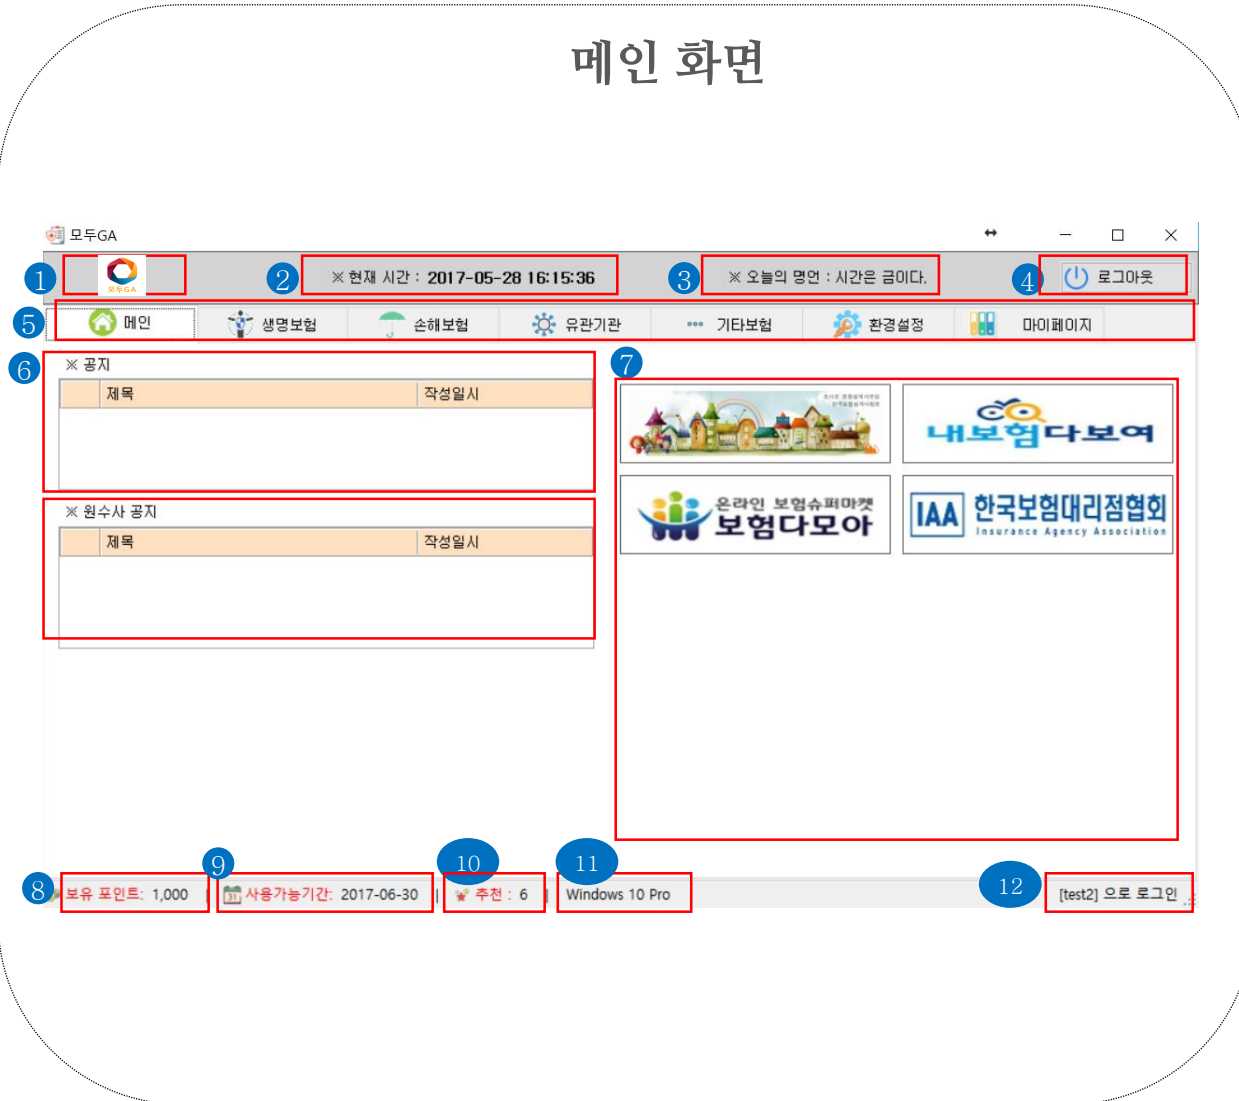 메인 화면
모두GA
1
모두GA
2
※ 현재 시간 : 2017-05-28 16:15:36
3
※ 오늘의 명언 : 시간은 금이다.
4
로그아웃
5
메인 생명보험 손해보험 유관기관 기타보험 환경설정 마이페이지
6
※ 공지
제목 작성일시
※ 원수사 공지
제목 작성일시
7
내보험다보여
온라인 보험슈퍼마켓
보험다모아
IAA 한국보험대리점협회
Insurance Agency Association
8
보유 포인트: 1,000
9
31
사용가능기간: 2017-06-30
10
추천 : 6
11
Windows 10 Pro
12
[test2] 으로 로그인